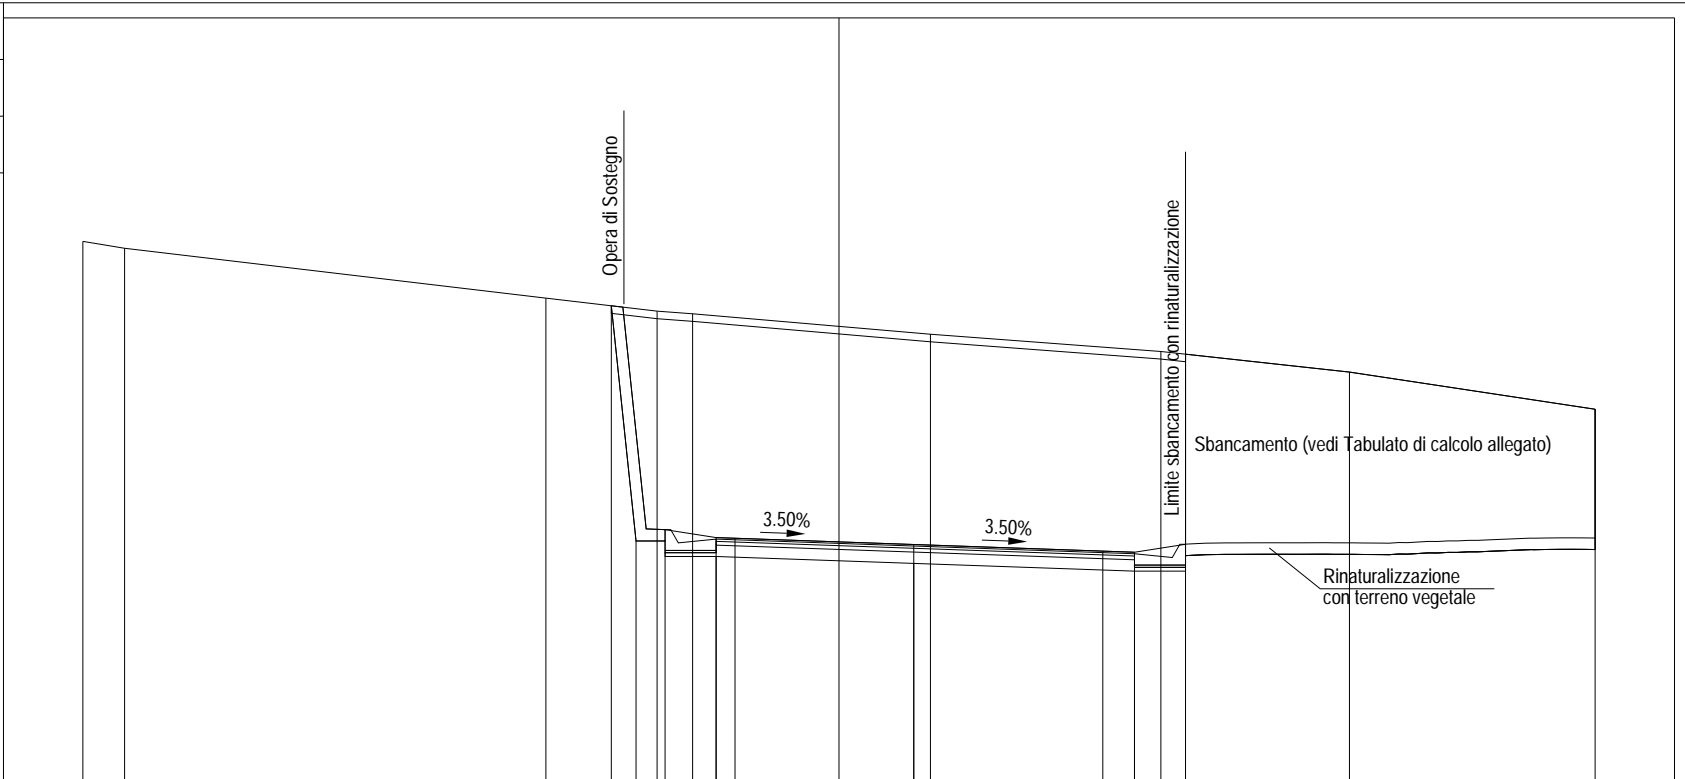 Opera di Sostegno
Limite sbancamento con rinaturalizzazione
Sbancamento (vedi Tabulato di calcolo allegato)
3.50%
3.50%
Rinaturalizzazione
con terreno vegetale